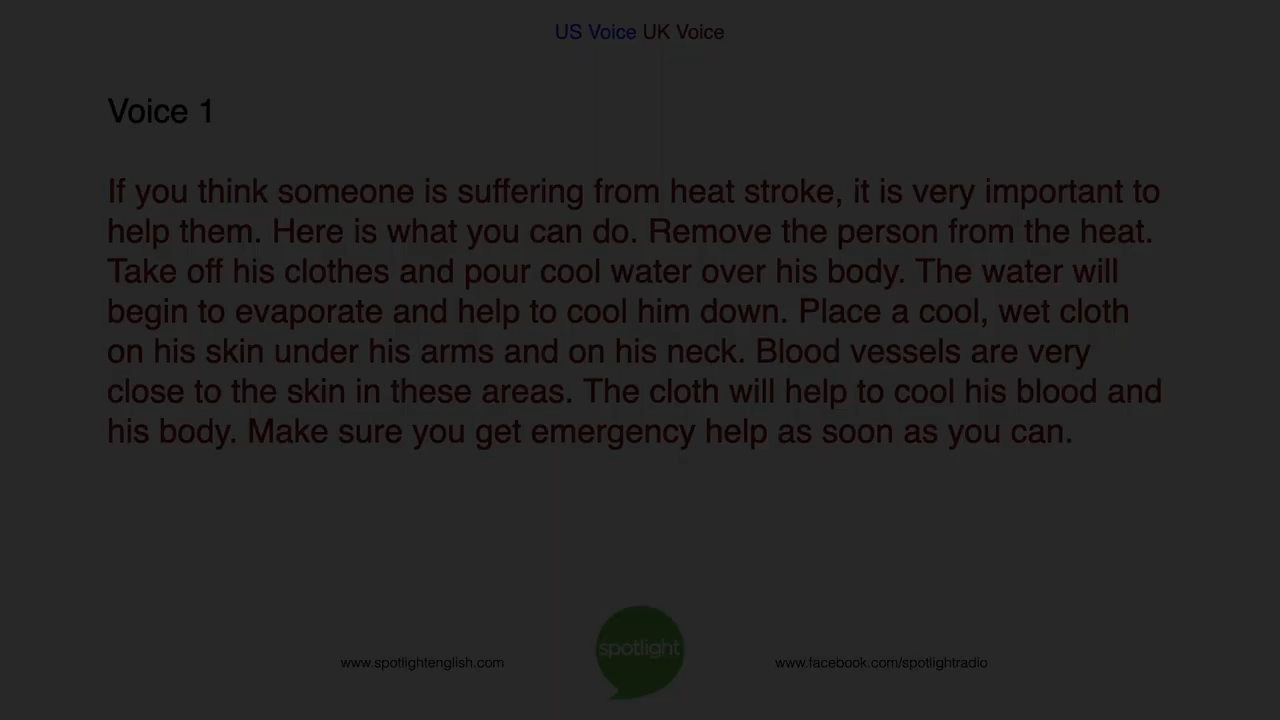 US Voice UK Voice
Voice 1
If you think someone is suffering from heat stroke, it is very important to
help them. Here is what you can do. Remove the person from the heat.
Take off his clothes and pour cool water over his body. The water will
begin to evaporate and help to cool him down. Place a cool, wet cloth
on his skin under his arms and on his neck. Blood vessels are very
close to the skin in these areas. The cloth will help to cool his blood and
his body. Make sure you get emergency help as soon as you can.
spotlight
www.spotlightenglish.com
www.facebook.com/spotlightradio